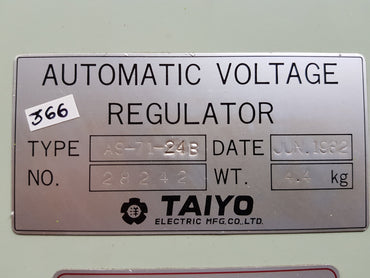 AUTOMATIC VOLTAGE
366
REGULATOR
TYPE AS-71-24B DATE JUN.1982
NO. 28242 WT. 4.4 kg
TAIYO
ELECTRIC MFG.CO.,LTD.